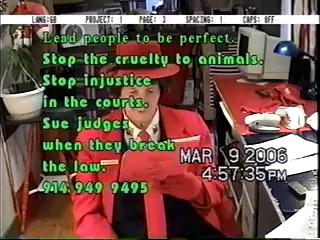 LANG:GB PROJECT: 1 PAGE: 3 SPACING: 1 CAPS: OFF
Lead people to be perfect.
Stop the cruelty to animals.
Stop injustice
in the courts.
Sue judges
when they break
the law.
914 949 9495
MAR 9 2006
4:57:35PM